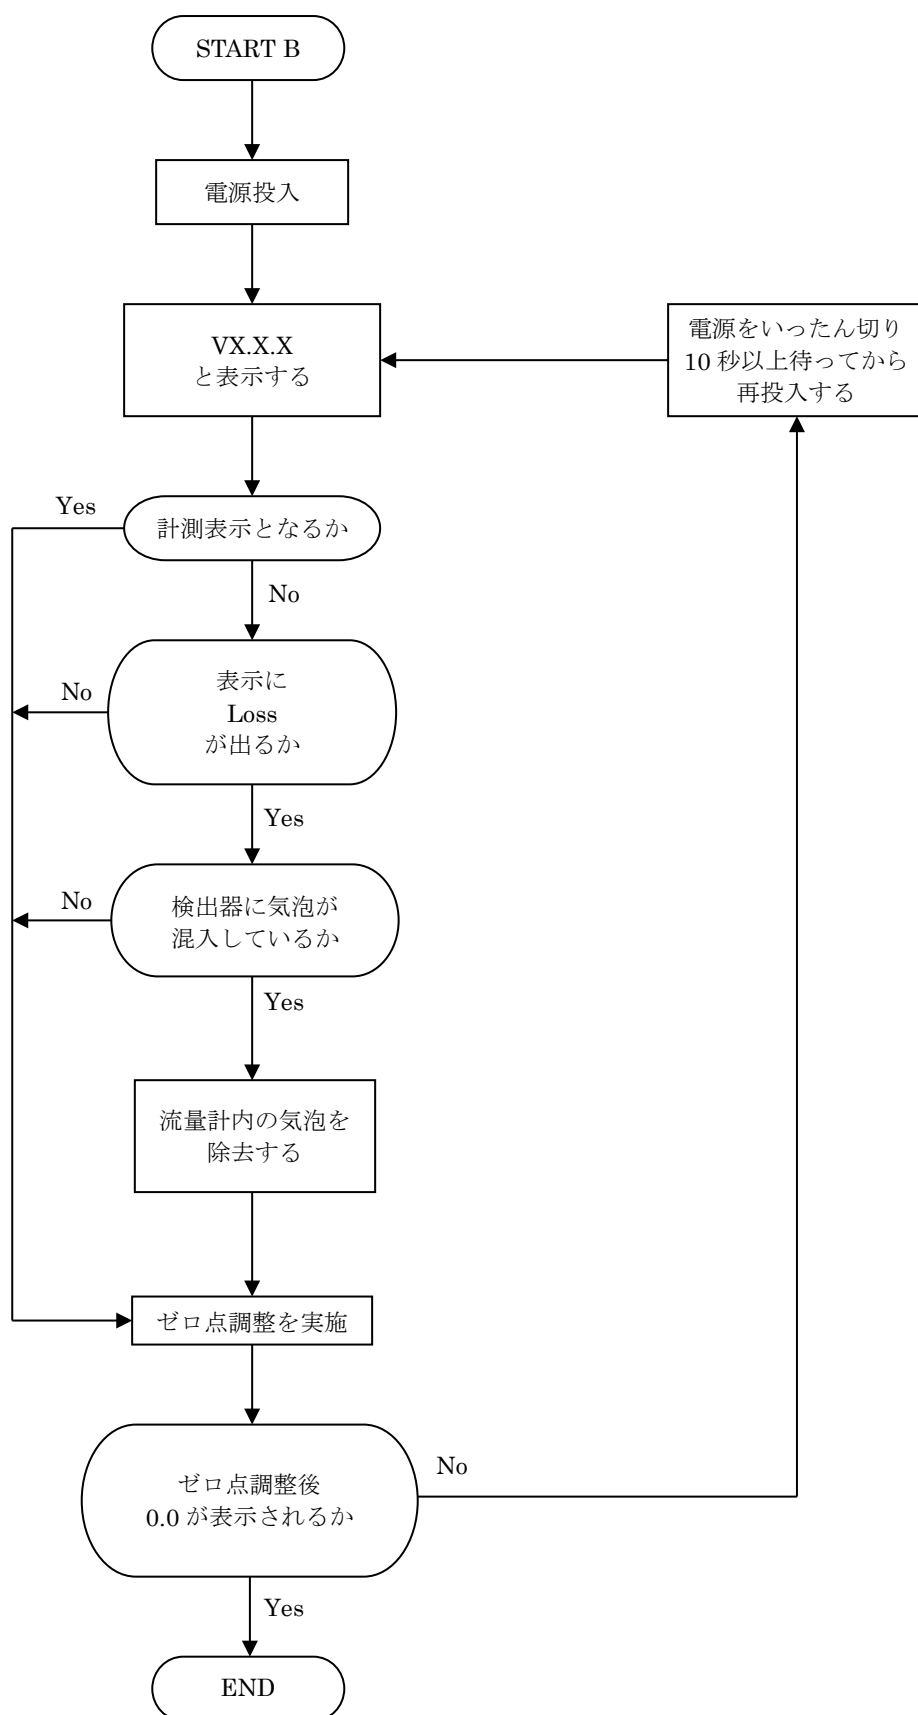 START B
電源投入
VX.X.X
と表示する
電源をいったん切り
10 秒以上待ってから
再投入する
Yes
計測表示となるか
No
表示に
Loss
が出るか
No
Yes
検出器に気泡が
混入しているか
No
Yes
流量計内の気泡を
除去する
ゼロ点調整を実施
ゼロ点調整後
0.0 が表示されるか
No
Yes
END